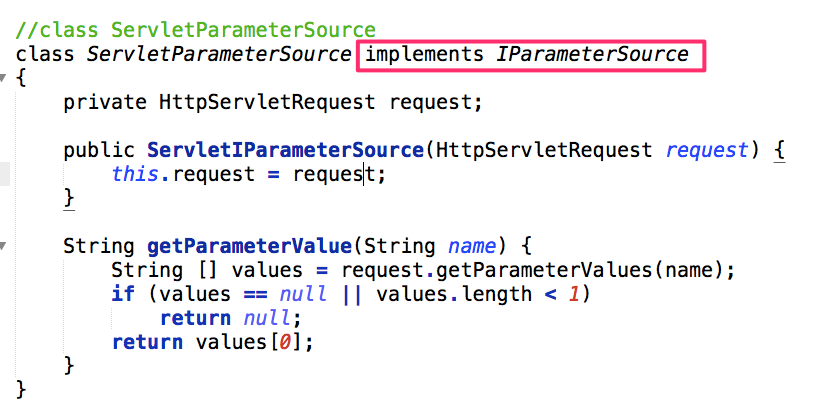 //class ServletParameterSource
class ServletParameterSource implements IParameterSource
{
private HttpServletRequest request;
public ServletIParameterSource(HttpServletRequest request) {
this.request = request;
}
String getParameterValue(String name) {
String [] values = request.getParameterValues(name);
if (values == null || values.length < 1)
return null;
return values[0];
}
}